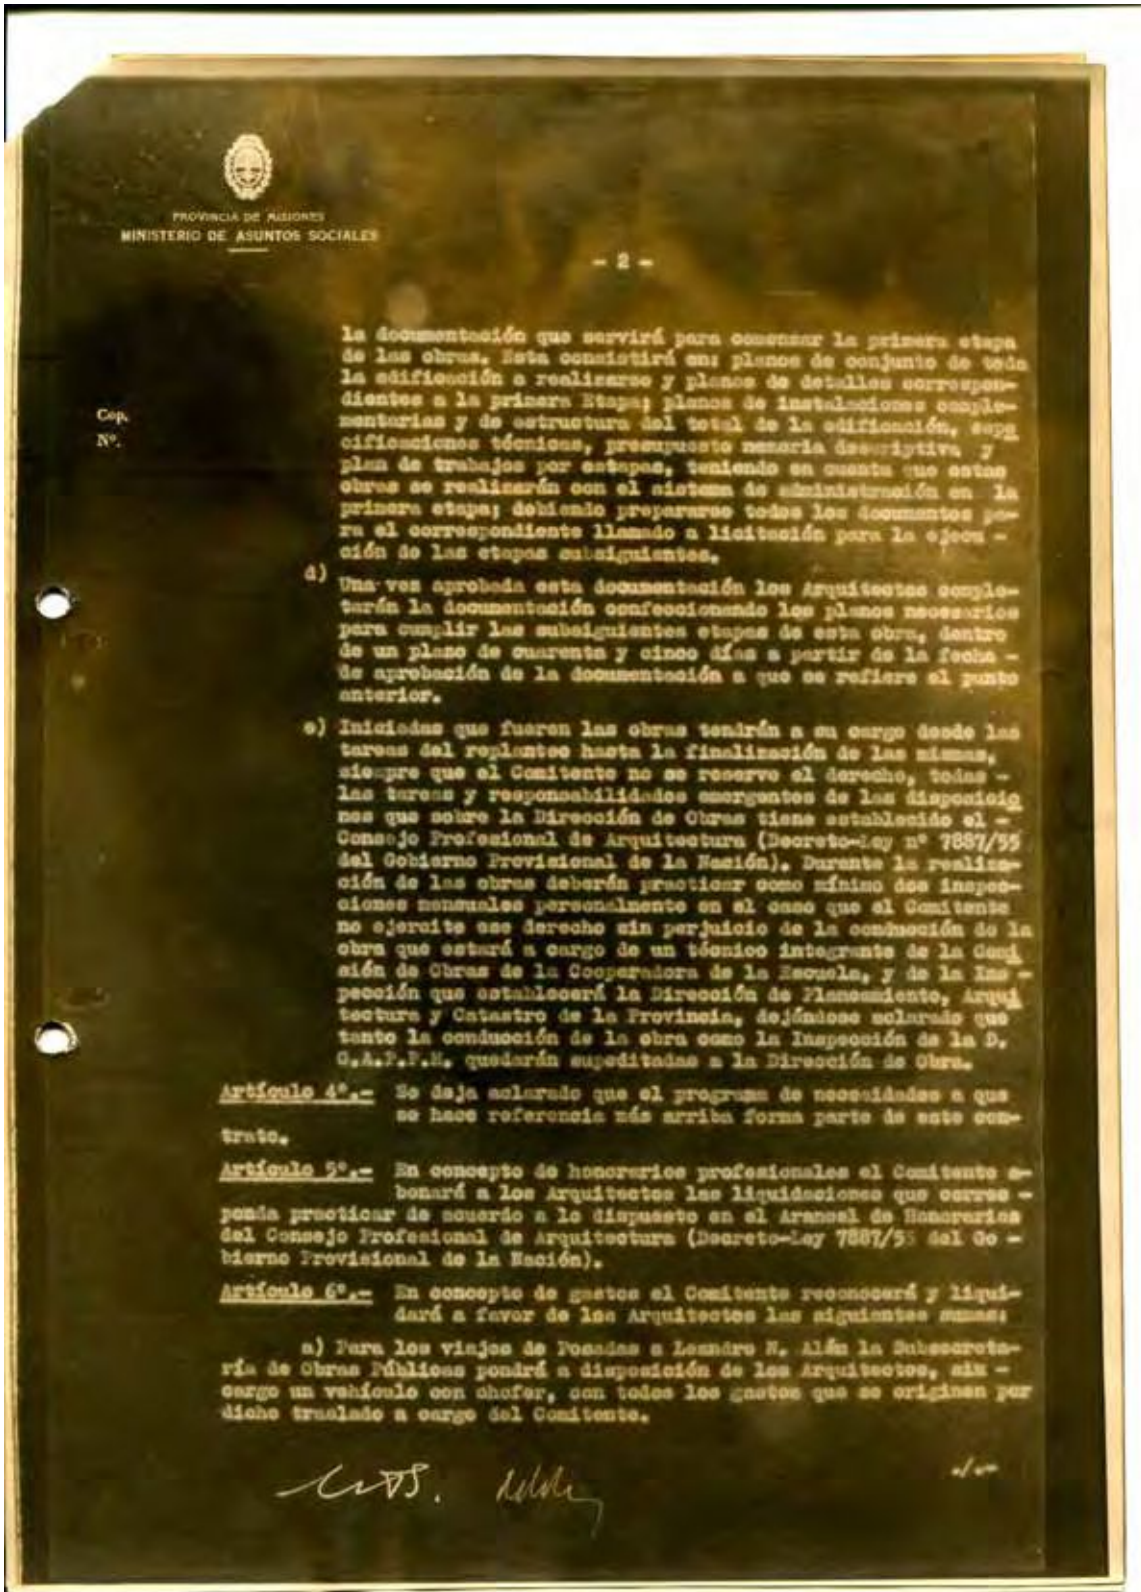 PROVINCIA DE MISIONES
MINISTERIO DE ASUNTOS SOCIALES
- 2 -
Cop.
Nº.
la documentación que servirá para comenzar la primera etapa
de las obras. Esta consistirá en: planos de conjunto de toda
la edificación a realizarse y planos de detalles correspon-
dientes a la primera Etapa; planos de instalaciones comple-
mentarias y de estructura del total de la edificación, espe
cificaciones técnicas, presupuesto memoria descriptiva y
plan de trabajos por estapas, teniendo en cuenta que estas
obras se realizarán con el sistema de administración en la
primera etapa; debiendo prepararse todos los documentos pa-
ra el correspondiente llamado a licitación para la ejecu -
ción de las etapas subsiguientes.
d)
Una vez aprobada esta documentación los Arquitectos comple-
tarán la documentación confeccionando los planos necesarios
para cumplir las subsiguientes etapas de esta obra, dentro
de un plazo de cuarenta y cinco días a partir de la fecha -
de aprobación de la documentación a que se refiere el punto
anterior.
e) Iniciadas que fueren las obras tendrán a su cargo desde las
tareas del replanteo hasta la finalización de las mismas,
siempre que el Comitente no se reserve el derecho, todas -
las tareas y responsabilidades emergentes de las disposicio
nes que sobre la Dirección de Obras tiene establecido el -
Consejo Profesional de Arquitectura (Decreto-Ley nº 7887/55
del Gobierno Provisional de la Nación). Durante la realiza-
ción de las obras deberán practicar como mínimo dos inspec-
ciones mensuales personalmente en el caso que el Comitente
no ejercite ese derecho sin perjuicio de la conducción de la
obra que estará a cargo de un técnico integrante de la Comi
sión de Obras de la Cooperadora de la Escuela, y de la Ins -
pección que establecerá la Dirección de Planeamiento, Arqui
tectura y Catastro de la Provincia, dejándose aclarado que
tanto la conducción de la obra como la Inspección de la D.
G.A.P.F.M. quedarán supeditadas a la Dirección de Obra.
Artículo 4º.- Se deja aclarado que el programa de necesidades a que
se hace referencia más arriba forma parte de este con-
trato.
Artículo 5º.- En concepto de honorarios profesionales el Comitente a-
bonará a los Arquitectos las liquidaciones que corres -
ponda practicar de acuerdo a lo dispuesto en el Arancel de Honorarios
del Consejo Profesional de Arquitectura (Decreto-Ley 7887/55 del Go -
bierno Provisional de la Nación).
Artículo 6º.- En concepto de gastos el Comitente reconocerá y liqui-
dará a favor de los Arquitectos las siguientes sumas:
a) Para los viajes de Posadas a Leandro N. Alén la Subsecreta-
ría de Obras Públicas pondrá a disposición de los Arquitectos, sin -
cargo un vehículo con chofer, con todos los gastos que se originen por
dicho traslado a cargo del Comitente.